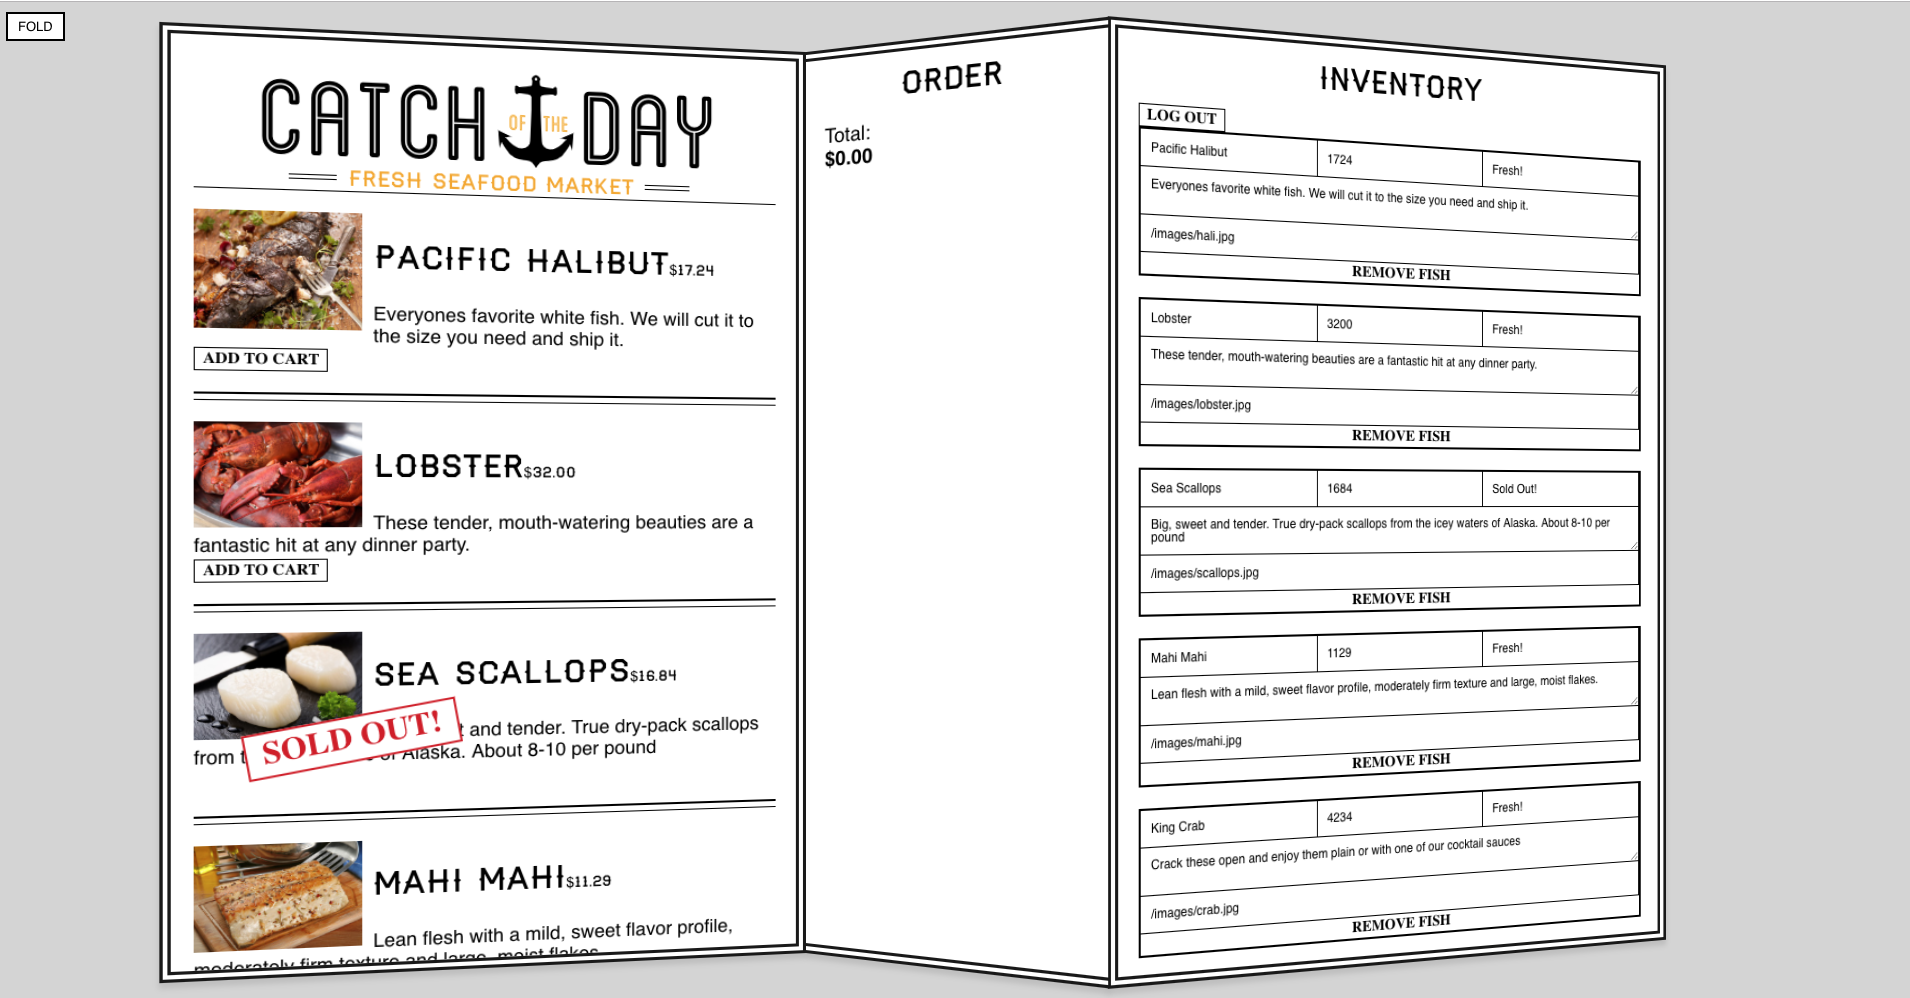 FOLD
CATCH OF THE DAY
FRESH SEAFOOD MARKET
PACIFIC HALIBUT $17.24
Everyones favorite white fish. We will cut it to
the size you need and ship it.
ADD TO CART
LOBSTER $32.00
These tender, mouth-watering beauties are a
fantastic hit at any dinner party.
ADD TO CART
SEA SCALLOPS $16.84
and tender. True dry-pack scallops
from
Alaska. About 8-10 per pound
SOLD OUT!
MAHI MAHI $11.29
Lean flesh with a mild, sweet flavor profile,
moderately firm texture and large, moist flakes.
ORDER
Total:
$0.00
INVENTORY
LOG OUT
Pacific Halibut 1724 Fresh!
Everyones favorite white fish. We will cut it to the size you need and ship it.
/images/hali.jpg
REMOVE FISH
Lobster 3200 Fresh!
These tender, mouth-watering beauties are a fantastic hit at any dinner party.
/images/lobster.jpg
REMOVE FISH
Sea Scallops 1684 Sold Out!
Big, sweet and tender. True dry-pack scallops from the icey waters of Alaska. About 8-10 per
pound
/images/scallops.jpg
REMOVE FISH
Mahi Mahi 1129 Fresh!
Lean flesh with a mild, sweet flavor profile, moderately firm texture and large, moist flakes.
/images/mahi.jpg
REMOVE FISH
King Crab 4234 Fresh!
Crack these open and enjoy them plain or with one of our cocktail sauces
/images/crab.jpg
REMOVE FISH